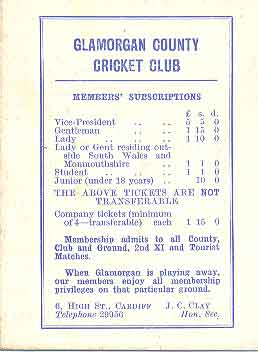 GLAMORGAN COUNTY
CRICKET CLUB
MEMBERS' SUBSCRIPTIONS
£ s. d.
Vice-President .. .. 5 5 0
Gentleman .. .. 1 15 0
Lady .. .. .. 1 10 0
Lady or Gent residing out-
side South Wales and
Monmouthshire .. 1 1 0
Student .. .. .. 1 1 0
Junior (under 18 years) .. 10 0
THE ABOVE TICKETS ARE NOT
TRANSFERABLE
Company tickets (minimum
of 4—transferable) each 1 15 0
Membership admits to all County,
Club and Ground, 2nd XI and Tourist
Matches.
When Glamorgan is playing away,
our members enjoy all membership
privileges on that particular ground.
6, HIGH ST., CARDIFF J. C. CLAY
Telephone 29956 Hon. Sec.